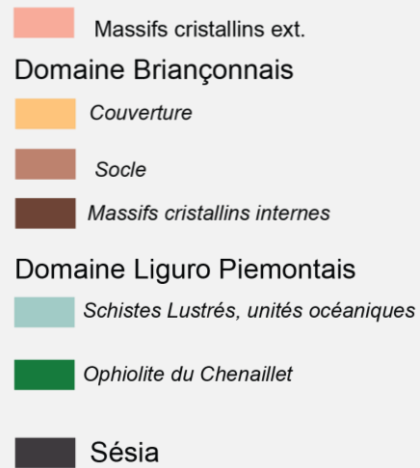 Massifs cristallins ext.
Domaine Briançonnais
Couverture
Socle
Massifs cristallins internes
Domaine Liguro Piemontais
Schistes Lustrés, unités océaniques
Ophiolite du Chenaillet
Sésia